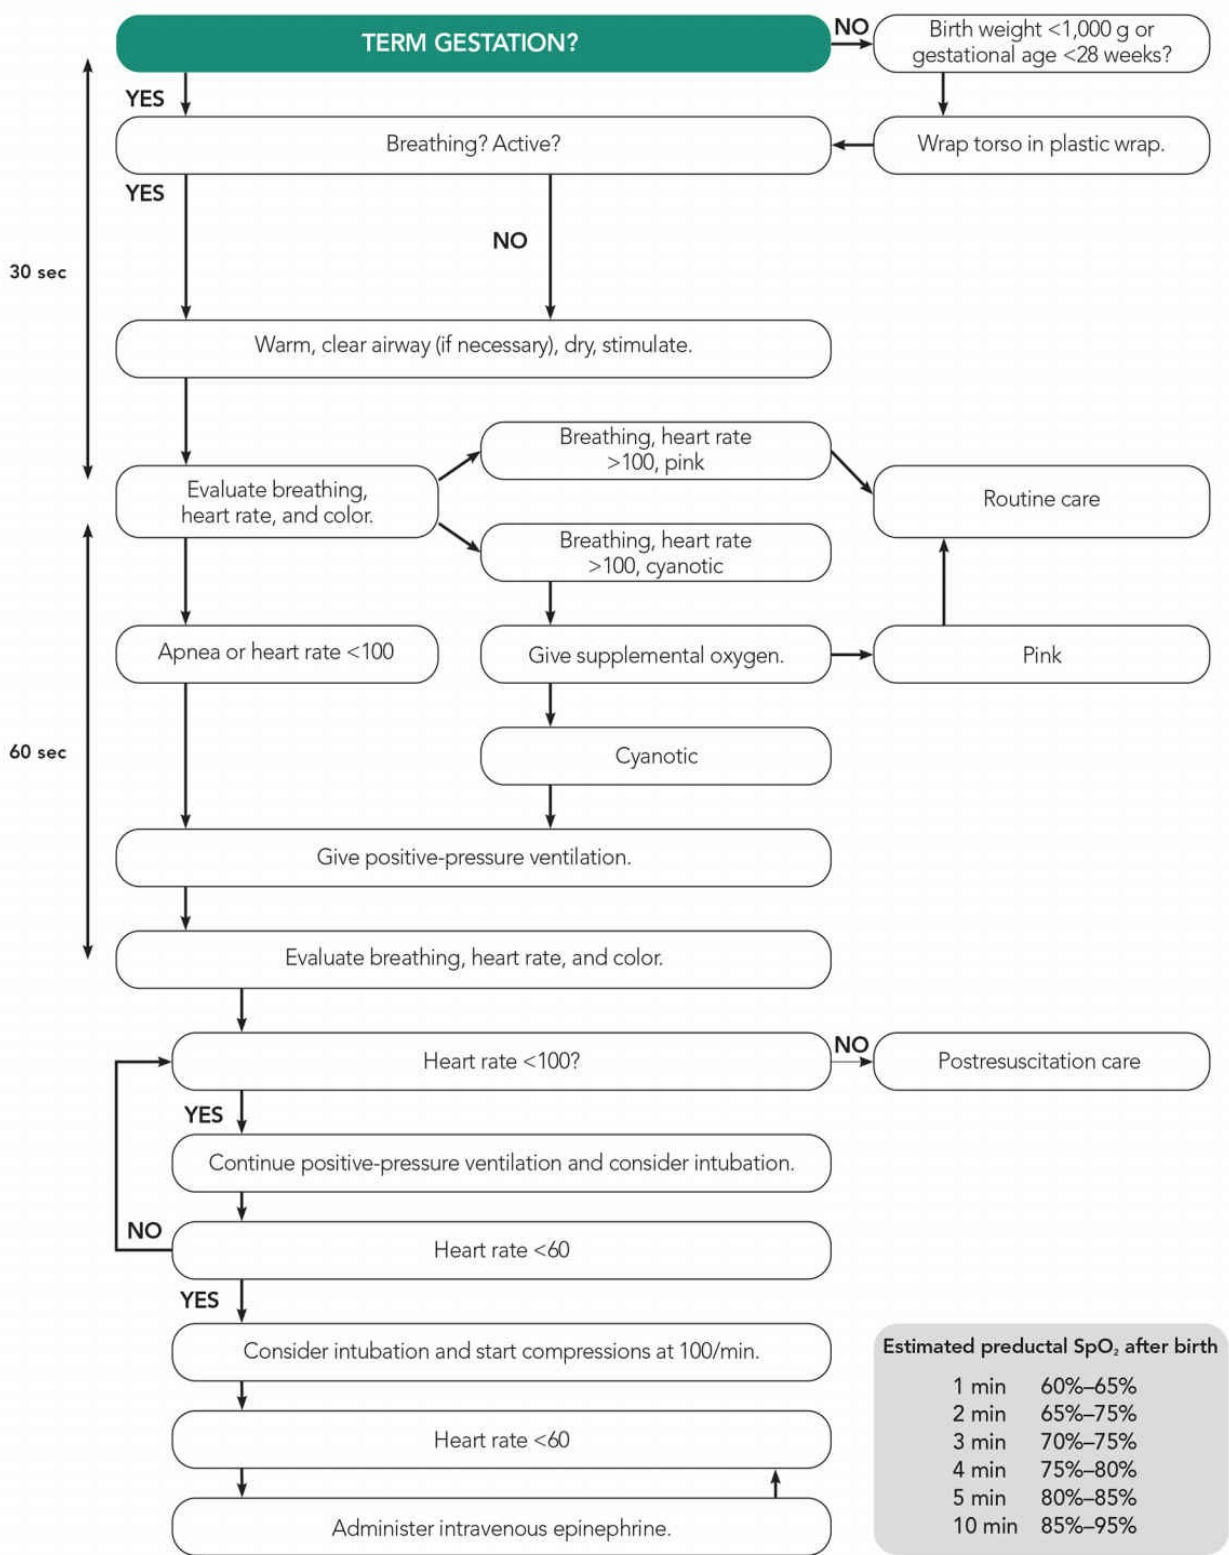 TERM GESTATION?
NO
Birth weight <1,000 g or
gestational age <28 weeks?
YES
Breathing? Active?
Wrap torso in plastic wrap.
YES
NO
30 sec
Warm, clear airway (if necessary), dry, stimulate.
Breathing, heart rate
>100, pink
Evaluate breathing,
heart rate, and color.
Routine care
Breathing, heart rate
>100, cyanotic
Apnea or heart rate <100
Give supplemental oxygen.
Pink
60 sec
Cyanotic
Give positive-pressure ventilation.
Evaluate breathing, heart rate, and color.
Heart rate <100?
NO
Postresuscitation care
YES
Continue positive-pressure ventilation and consider intubation.
NO
Heart rate <60
YES
Consider intubation and start compressions at 100/min.
Heart rate <60
Administer intravenous epinephrine.
Estimated preductal SpO₂ after birth
1 min 60%–65%
2 min 65%–75%
3 min 70%–75%
4 min 75%–80%
5 min 80%–85%
10 min 85%–95%